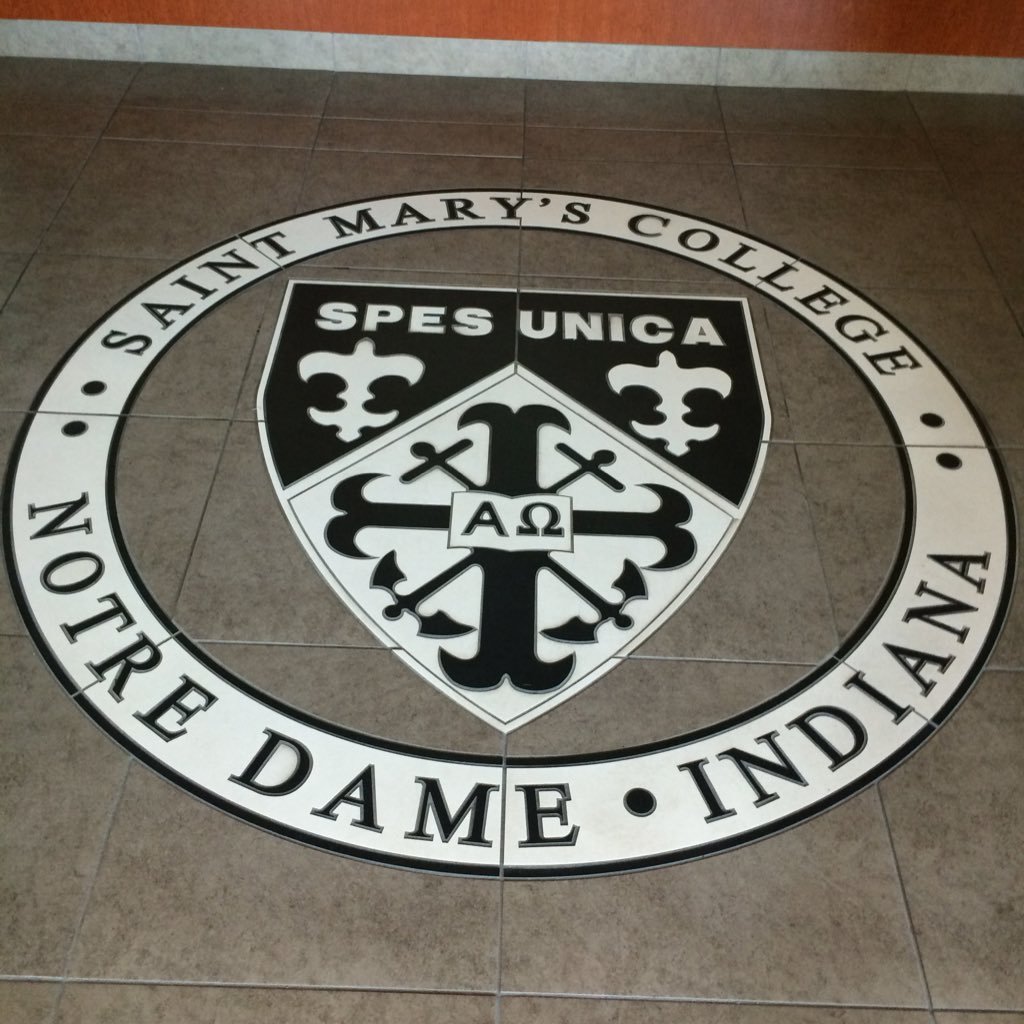 SAINT MARY'S COLLEGE
SPES UNICA
ΑΩ
NOTRE DAME • INDIANA